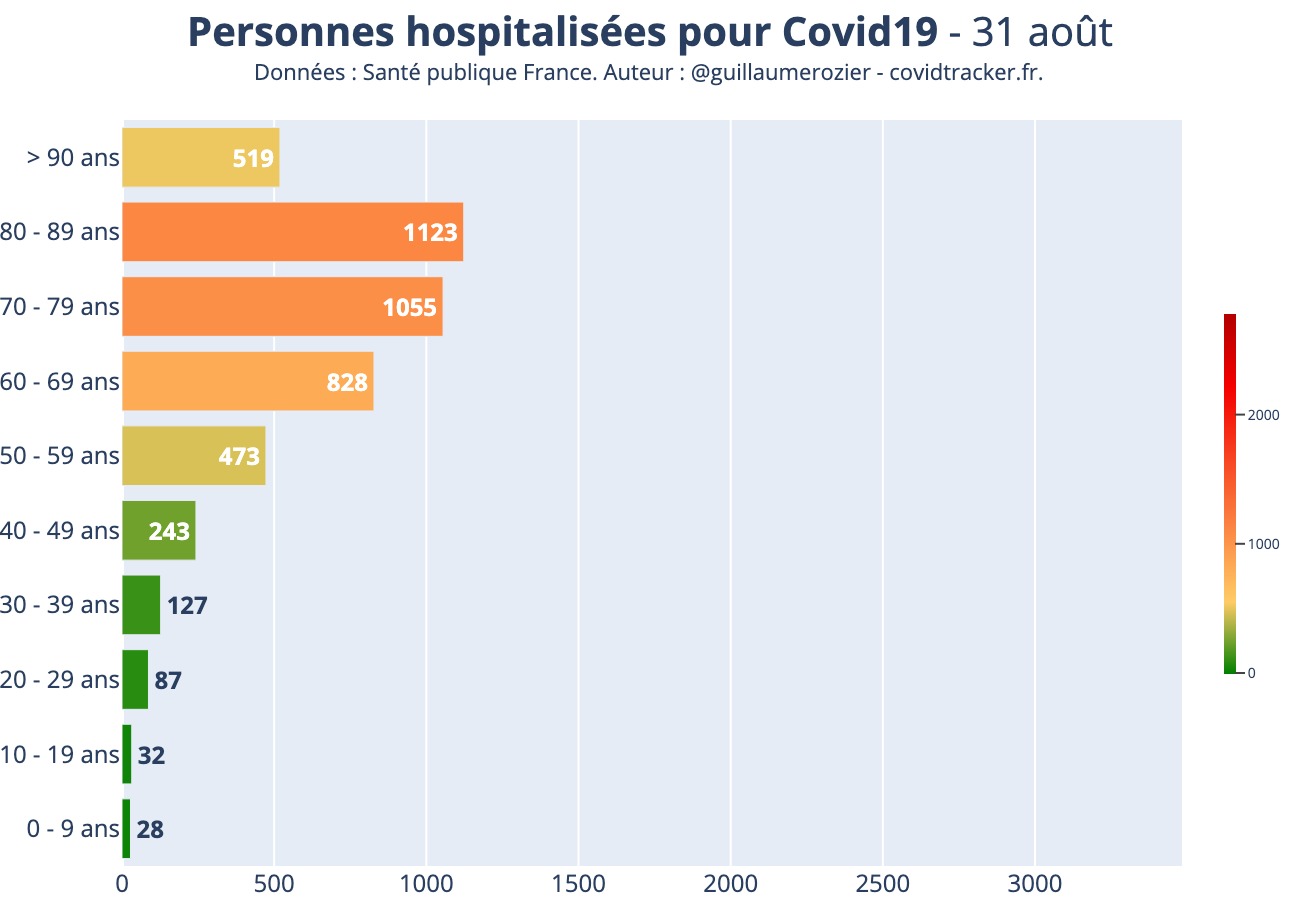 Personnes hospitalisées pour Covid19 - 31 août
Données : Santé publique France. Auteur : @guillaumerozier - covidtracker.fr.
> 90 ans 519
80 - 89 ans 1123
70 - 79 ans 1055
60 - 69 ans 828
50 - 59 ans 473
40 - 49 ans 243
30 - 39 ans 127
20 - 29 ans 87
10 - 19 ans 32
0 - 9 ans 28
0 500 1000 1500 2000 2500 3000
2000
1000
0